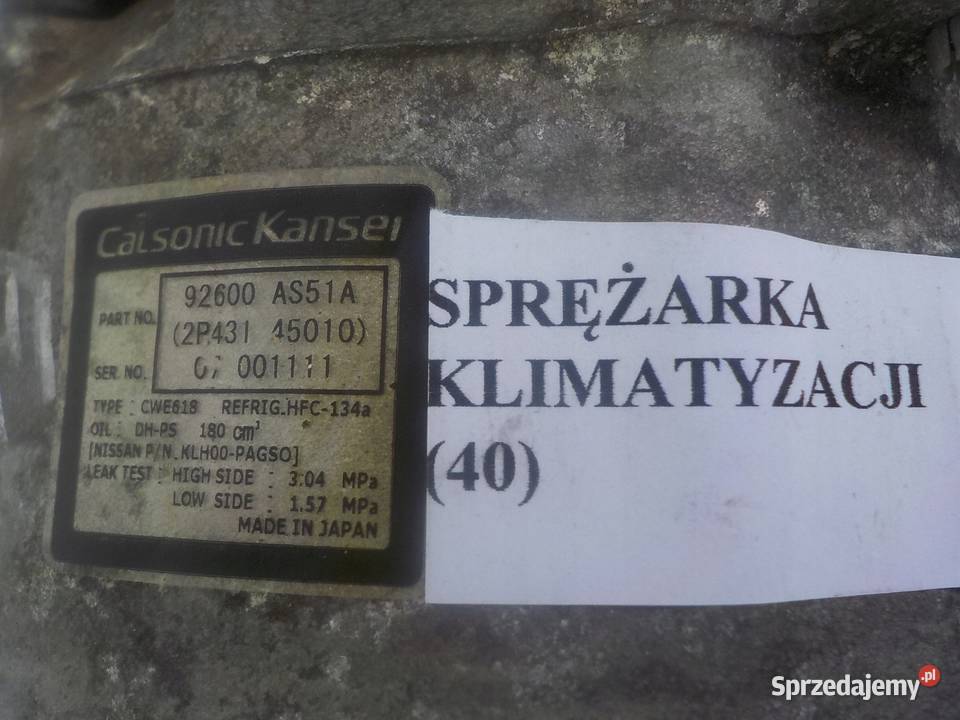 Calsonic Kansei
PART NO. 92600 AS51A
(2P431 45010)
SER. NO. 001111
TYPE : CWE618 REFRIG.HFC-134a
OIL : DH-PS 180 cm³
[NISSAN P/N. KLH00-PAGS0]
LEAK TEST : HIGH SIDE : 3.04 MPa
LOW SIDE : 1.57 MPa
MADE IN JAPAN
SPRĘŻARKA
KLIMATYZACJI
(40)
Sprzedajemy.pl